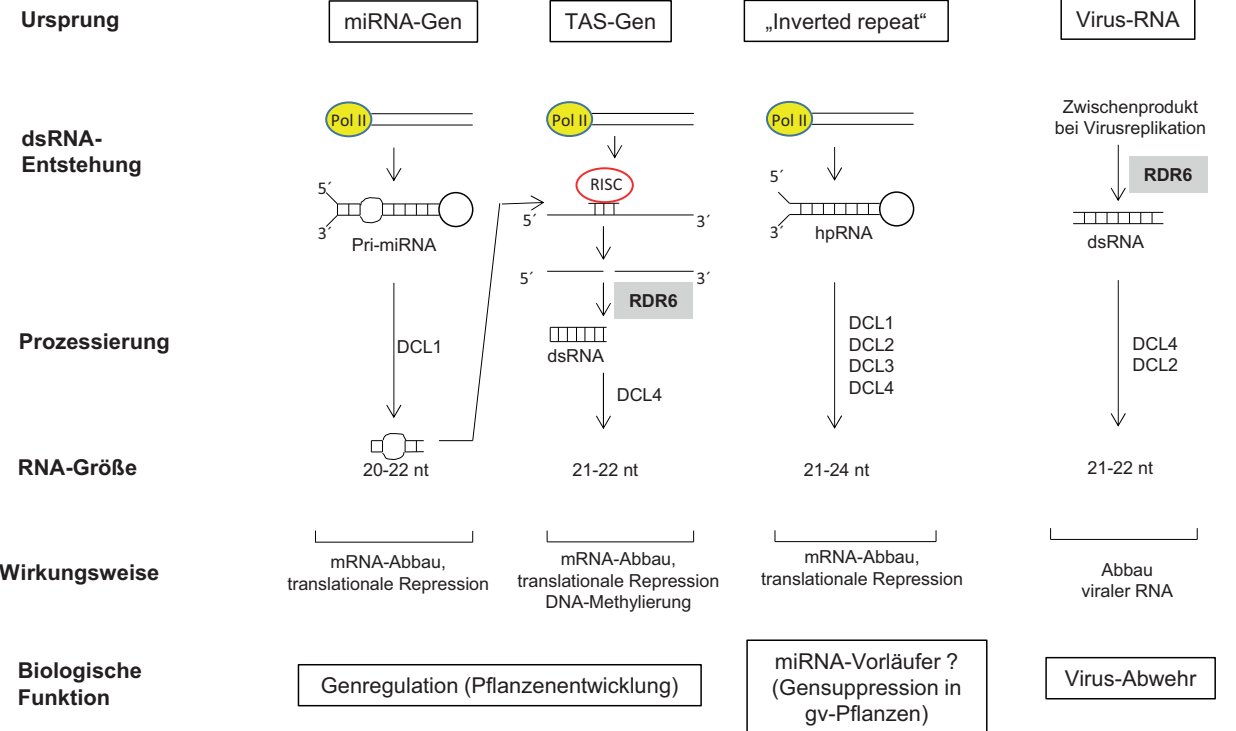 Ursprung
miRNA-Gen
TAS-Gen
„Inverted repeat“
Virus-RNA
dsRNA-
Entstehung
Pol II
Pol II
Pol II
Zwischenprodukt
bei Virusreplikation
RDR6
5´
3´
Pri-miRNA
RISC
5´
3´
5´
3´
hpRNA
dsRNA
5´
3´
RDR6
dsRNA
Prozessierung
DCL1
DCL4
DCL1
DCL2
DCL3
DCL4
DCL4
DCL2
RNA-Größe
20-22 nt
21-22 nt
21-24 nt
21-22 nt
Wirkungsweise
mRNA-Abbau,
translationale Repression
mRNA-Abbau,
translationale Repression
DNA-Methylierung
mRNA-Abbau,
translationale Repression
Abbau
viraler RNA
Biologische
Funktion
Genregulation (Pflanzenentwicklung)
miRNA-Vorläufer ?
(Gensuppression in
gv-Pflanzen)
Virus-Abwehr